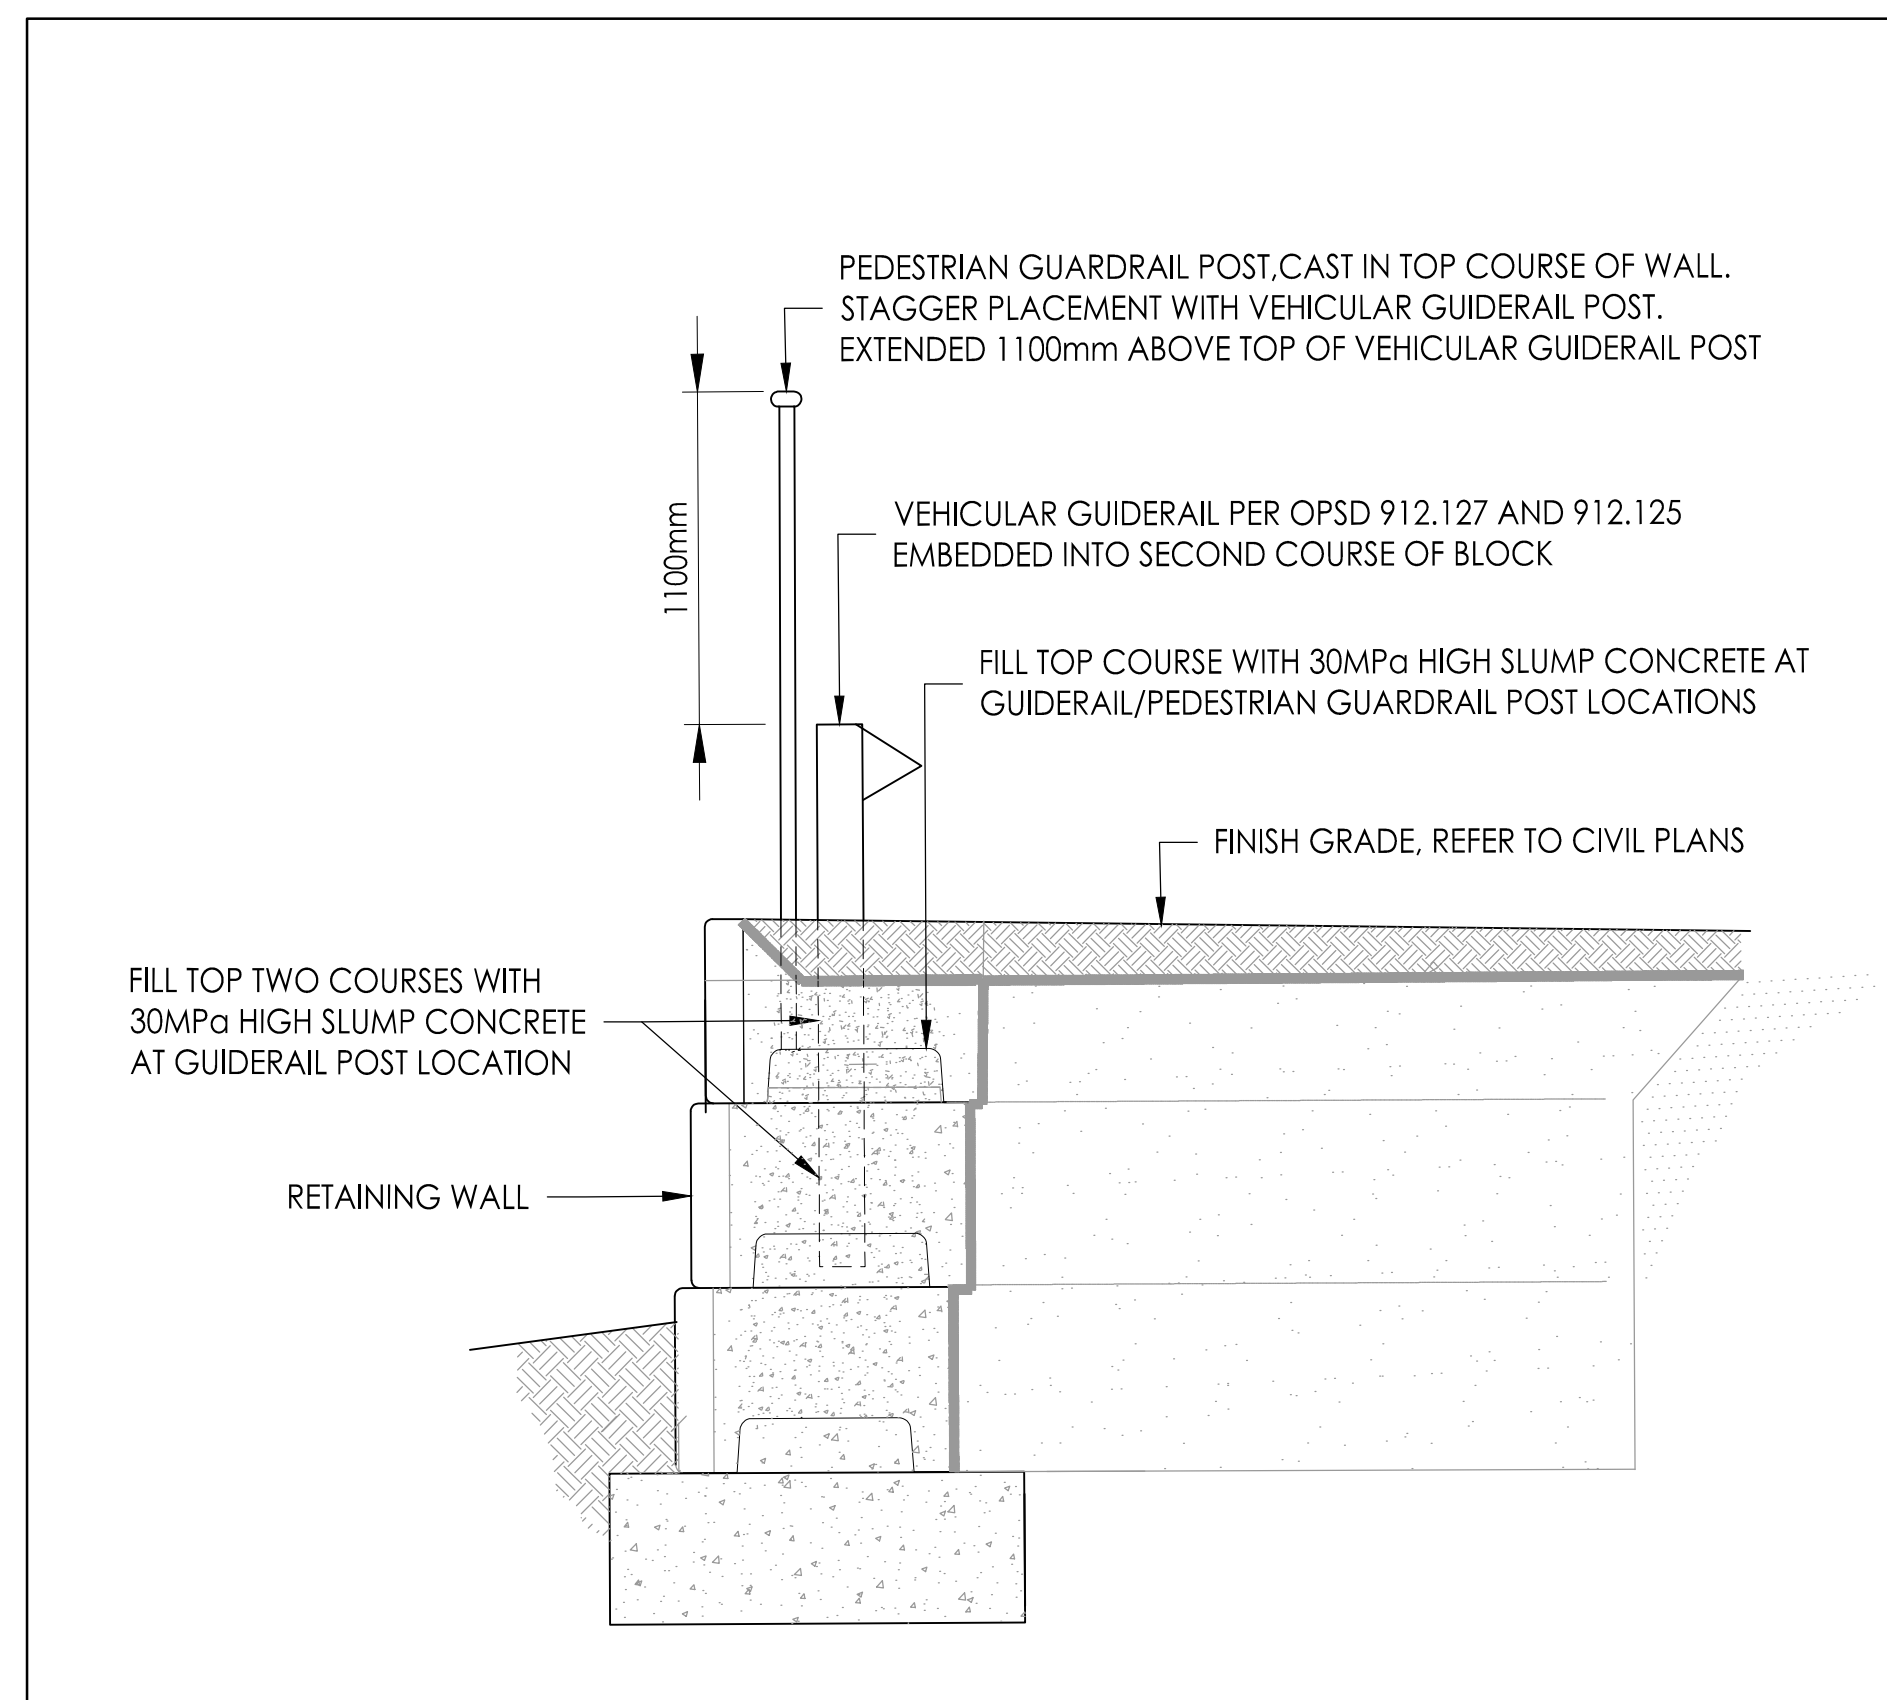 PEDESTRIAN GUARDRAIL POST,CAST IN TOP COURSE OF WALL.
STAGGER PLACEMENT WITH VEHICULAR GUIDERAIL POST.
EXTENDED 1100mm ABOVE TOP OF VEHICULAR GUIDERAIL POST
1100mm
VEHICULAR GUIDERAIL PER OPSD 912.127 AND 912.125
EMBEDDED INTO SECOND COURSE OF BLOCK
FILL TOP COURSE WITH 30MPa HIGH SLUMP CONCRETE AT
GUIDERAIL/PEDESTRIAN GUARDRAIL POST LOCATIONS
FINISH GRADE, REFER TO CIVIL PLANS
FILL TOP TWO COURSES WITH
30MPa HIGH SLUMP CONCRETE
AT GUIDERAIL POST LOCATION
RETAINING WALL